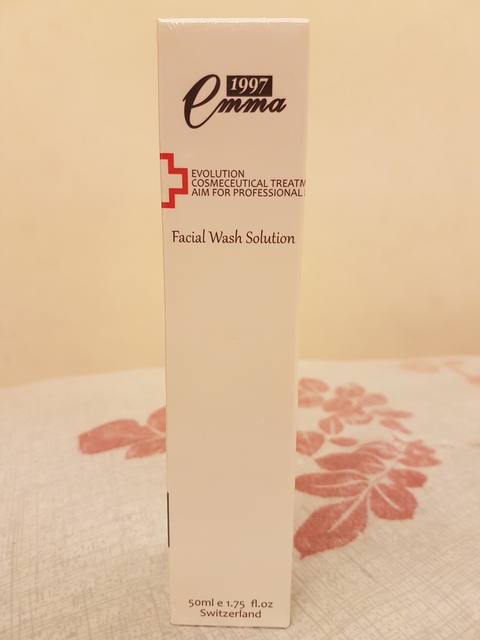 1997
emma
EVOLUTION
COSMECEUTICAL TREATM
AIM FOR PROFESSIONAL
Facial Wash Solution
50ml e 1.75 fl.oz
Switzerland